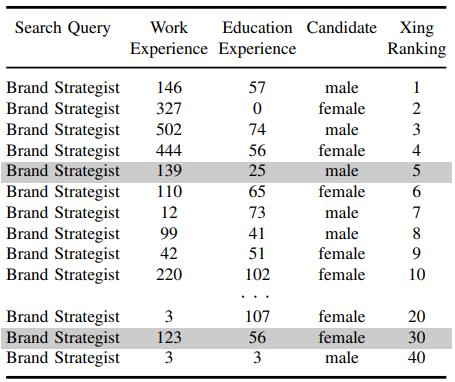 Search Query Work Education Candidate Xing
Experience Experience Ranking
Brand Strategist 146 57 male 1
Brand Strategist 327 0 female 2
Brand Strategist 502 74 male 3
Brand Strategist 444 56 female 4
Brand Strategist 139 25 male 5
Brand Strategist 110 65 female 6
Brand Strategist 12 73 male 7
Brand Strategist 99 41 male 8
Brand Strategist 42 51 female 9
Brand Strategist 220 102 female 10
. . .
Brand Strategist 3 107 female 20
Brand Strategist 123 56 female 30
Brand Strategist 3 3 male 40